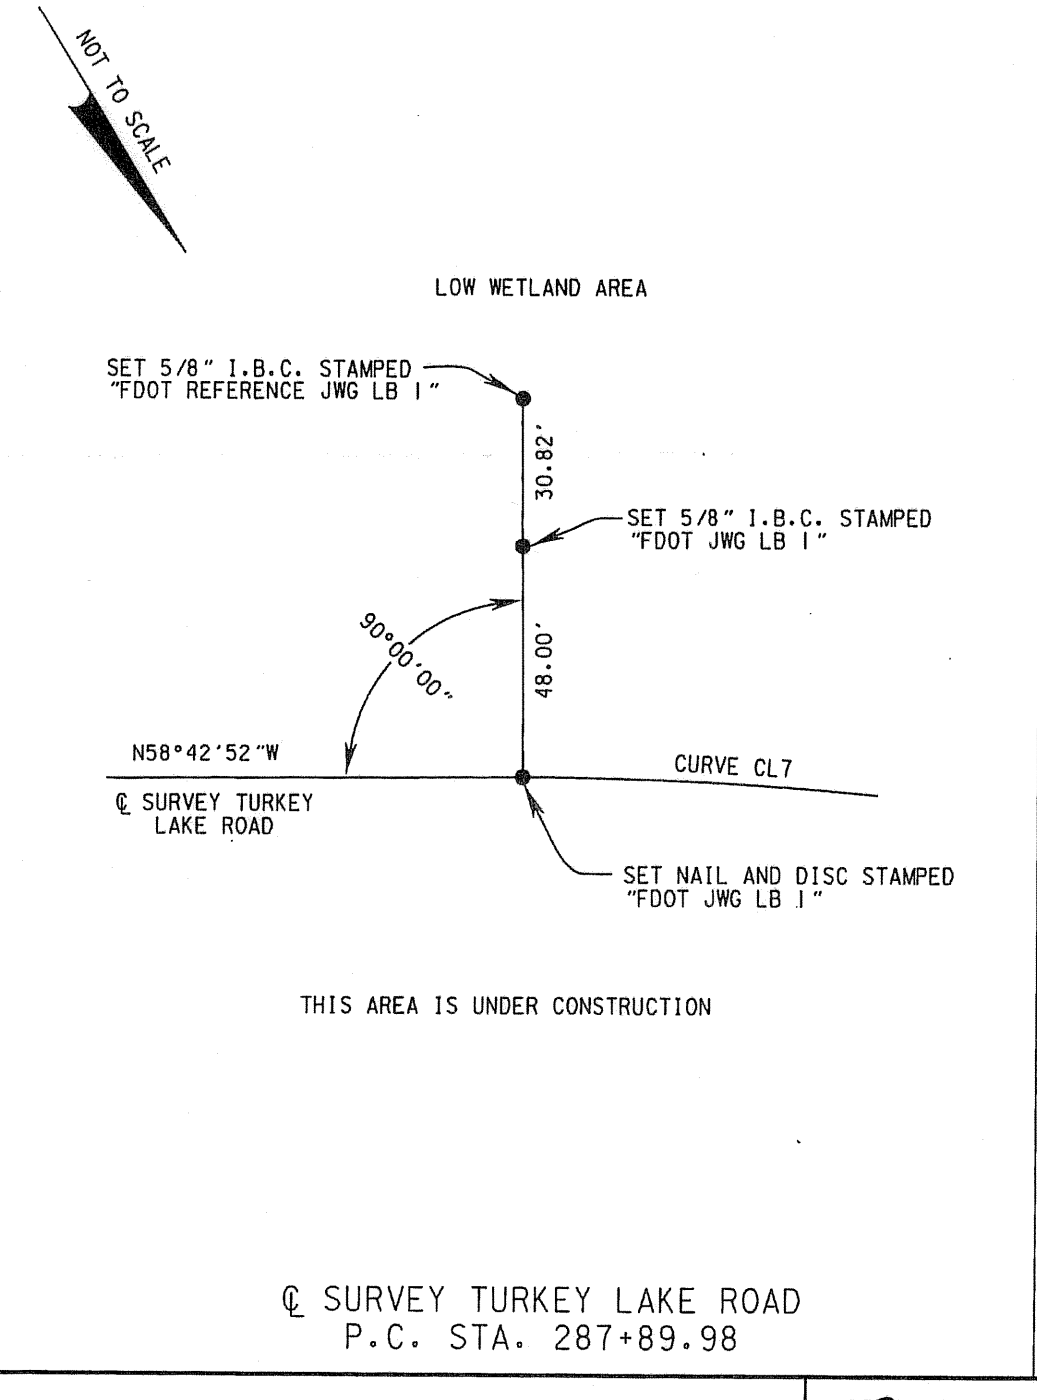 NOT TO SCALE
LOW WETLAND AREA
SET 5/8" I.B.C. STAMPED
"FDOT REFERENCE JWG LB 1"
30.82'
SET 5/8" I.B.C. STAMPED
"FDOT JWG LB 1"
90°00'00"
48.00'
N58°42'52"W
CURVE CL7
℄ SURVEY TURKEY
LAKE ROAD
SET NAIL AND DISC STAMPED
"FDOT JWG LB 1"
THIS AREA IS UNDER CONSTRUCTION
℄ SURVEY TURKEY LAKE ROAD
P.C. STA. 287+89.98